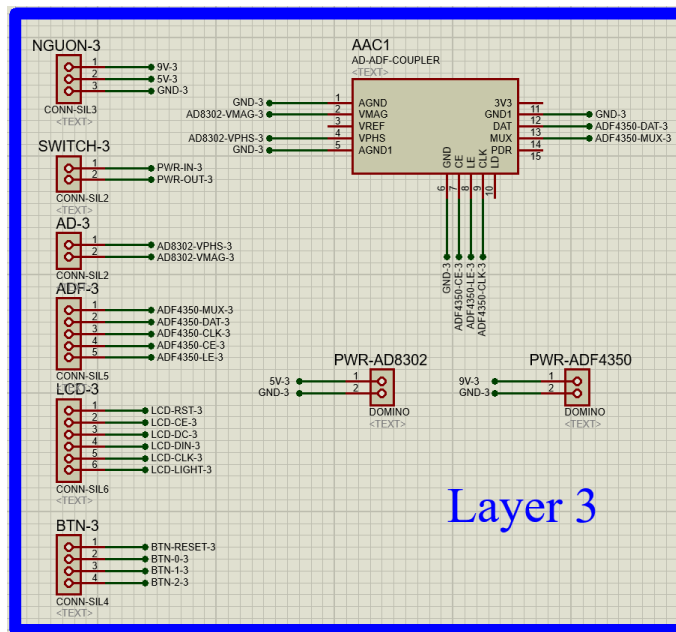 NGUON-3
1 9V-3
2 5V-3
3 GND-3
CONN-SIL3
<TEXT>
SWITCH-3
1 PWR-IN-3
2 PWR-OUT-3
CONN-SIL2
<TEXT>
AD-3
1 AD8302-VPHS-3
2 AD8302-VMAG-3
CONN-SIL2
ADF-3
1 ADF4350-MUX-3
2 ADF4350-DAT-3
3 ADF4350-CLK-3
4 ADF4350-CE-3
5 ADF4350-LE-3
CONN-SIL5
<TEXT>
LCD-3
1 LCD-RST-3
2 LCD-CE-3
3 LCD-DC-3
4 LCD-DIN-3
5 LCD-CLK-3
6 LCD-LIGHT-3
CONN-SIL6
<TEXT>
BTN-3
1 BTN-RESET-3
2 BTN-0-3
3 BTN-1-3
4 BTN-2-3
CONN-SIL4
<TEXT>
AAC1
AD-ADF-COUPLER
<TEXT>
GND-3 1 AGND
AD8302-VMAG-3 2 VMAG
3 VREF
AD8302-VPHS-3 4 VPHS
GND-3 5 AGND1
3V3 11 GND-3
GND1 12 ADF4350-DAT-3
DAT 13 ADF4350-MUX-3
MUX 14
PDR 15
GND 6 GND-3
CE 7 ADF4350-CE-3
LE 8 ADF4350-LE-3
CLK 9 ADF4350-CLK-3
LD 10
PWR-AD8302
5V-3 1
GND-3 2
DOMINO
<TEXT>
PWR-ADF4350
9V-3 1
GND-3 2
DOMINO
<TEXT>
Layer 3